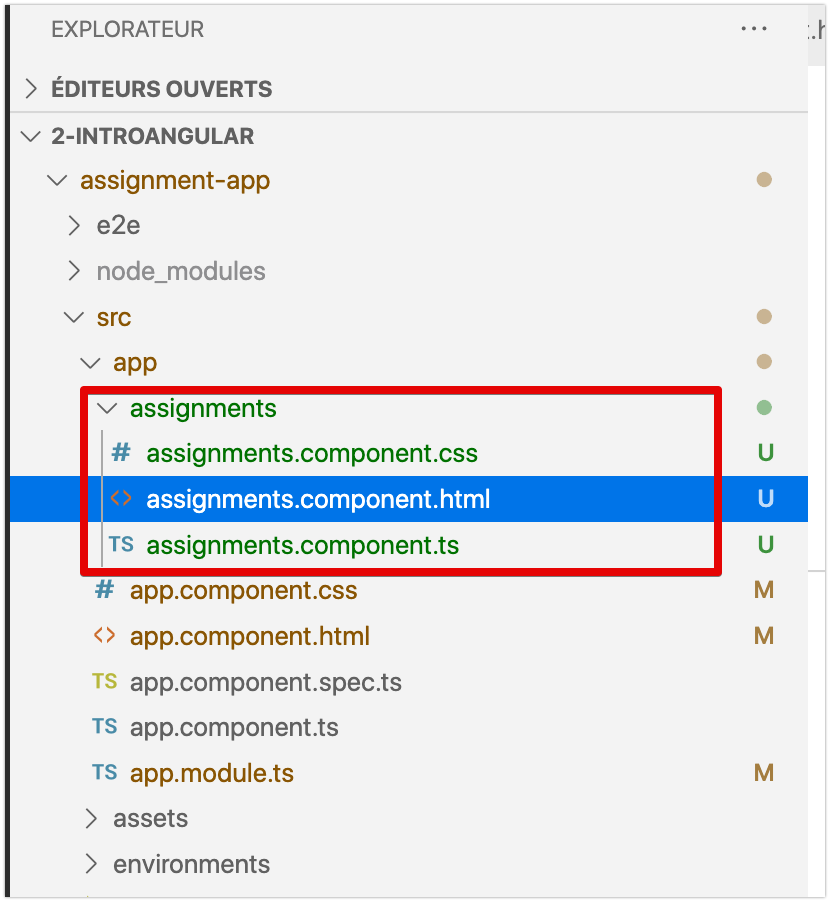 EXPLORATEUR ...
ÉDITEURS OUVERTS
2-INTROANGULAR
assignment-app
e2e
node_modules
src
app
assignments
# assignments.component.css U
<> assignments.component.html U
TS assignments.component.ts U
# app.component.css M
<> app.component.html M
TS app.component.spec.ts
TS app.component.ts
TS app.module.ts M
assets
environments